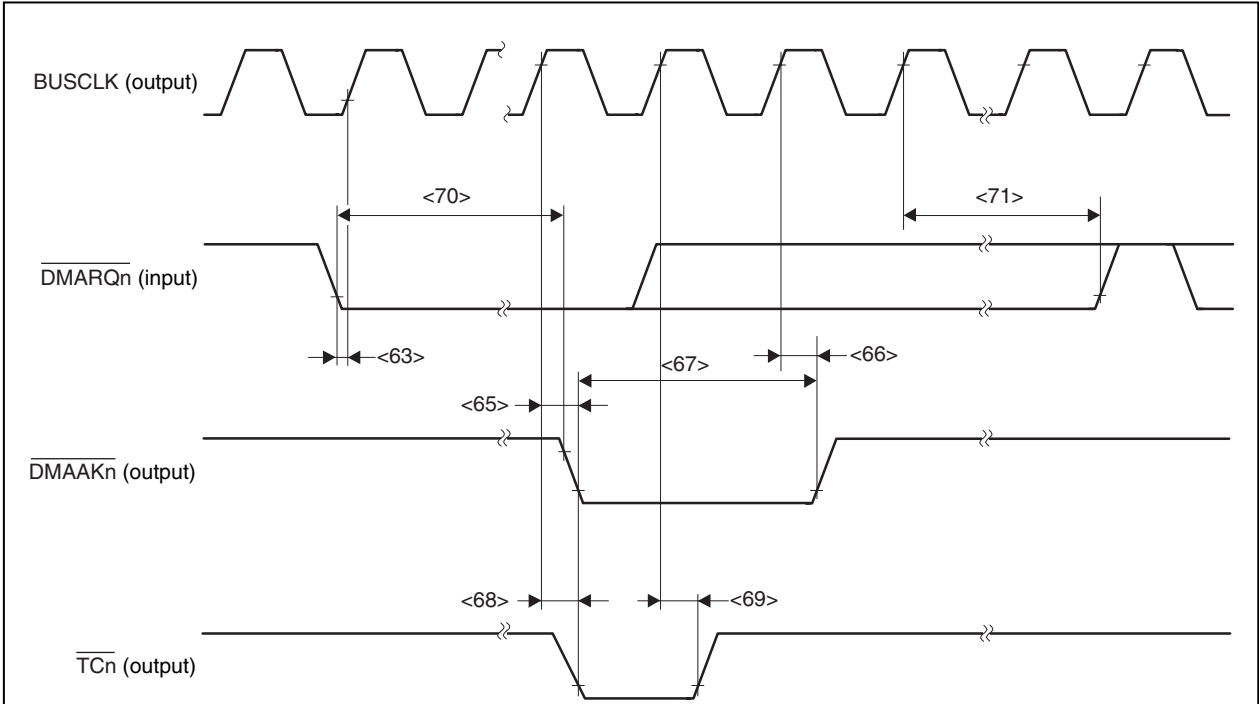 BUSCLK (output)
<70>
<71>
DMARQn (input)
<63>
<67>
<66>
<65>
DMAAKn (output)
<68>
<69>
TCn (output)